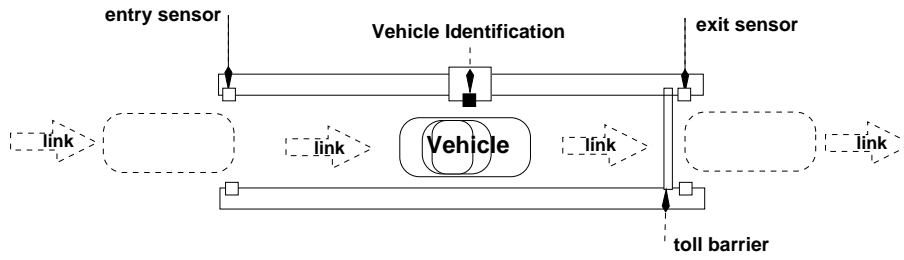 entry sensor
Vehicle Identification
exit sensor
link
link
Vehicle
link
link
toll barrier